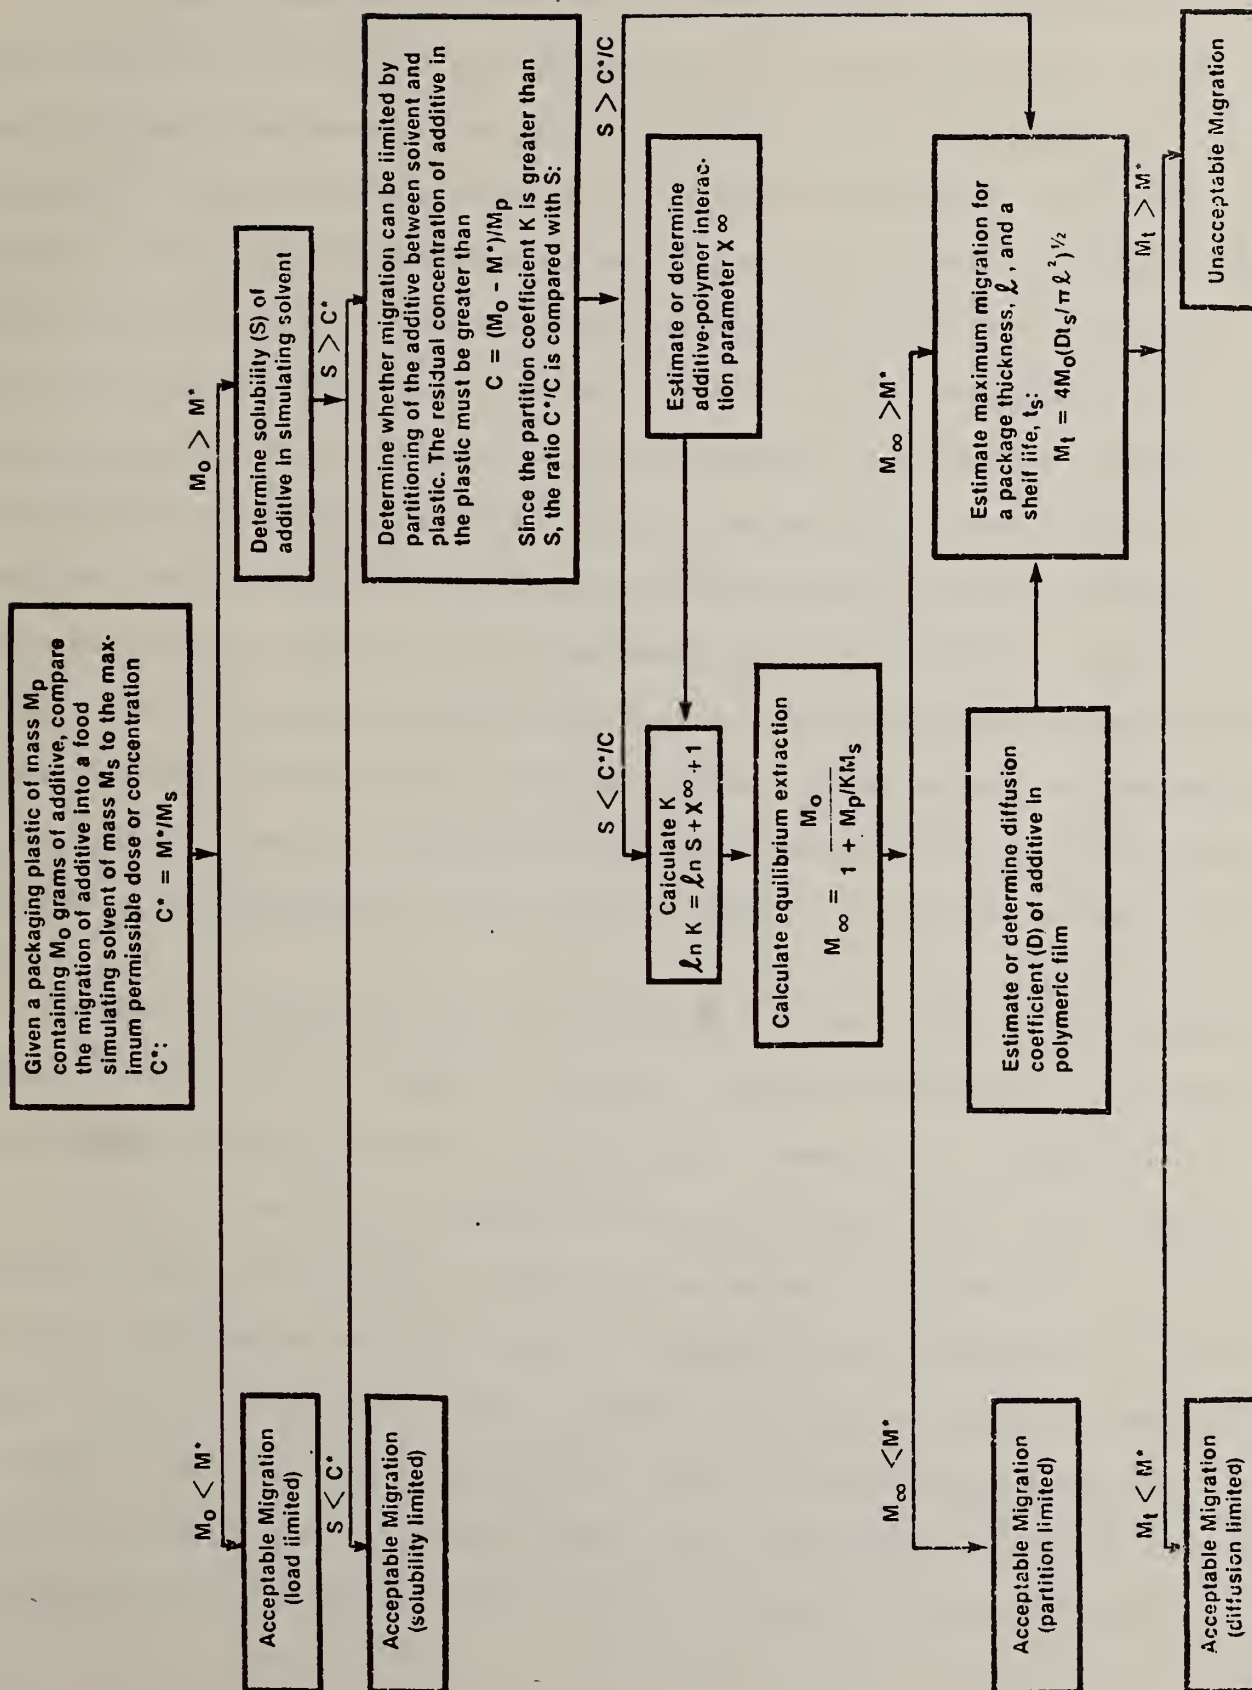 Given a packaging plastic of mass Mp
containing Mo grams of additive, compare
the migration of additive into a food
simulating solvent of mass Ms to the max-
imum permissible dose or concentration
C*:
C* = M*/Ms
Mo < M*
Mo > M*
Acceptable Migration
(load limited)
Determine solubility (S) of
additive in simulating solvent
S < C*
S > C*
Acceptable Migration
(solubility limited)
Determine whether migration can be limited by
partitioning of the additive between solvent and
plastic. The residual concentration of additive in
the plastic must be greater than
C = (Mo - M*)/Mp
Since the partition coefficient K is greater than
S, the ratio C*/C is compared with S:
S < C*/C
S > C*/C
Calculate K
ℓn K = ℓn S + X∞ + 1
Estimate or determine
additive-polymer interac-
tion parameter X∞
Calculate equilibrium extraction
M∞ = Mo / 1 + Mp/KMs
M∞ < M*
M∞ > M*
Acceptable Migration
(partition limited)
Estimate or determine diffusion
coefficient (D) of additive in
polymeric film
Estimate maximum migration for
a package thickness, ℓ, and a
shelf life, ts:
Mt = 4Mo(Dts/πℓ²)½
Mt < M*
Mt > M*
Acceptable Migration
(diffusion limited)
Unacceptable Migration